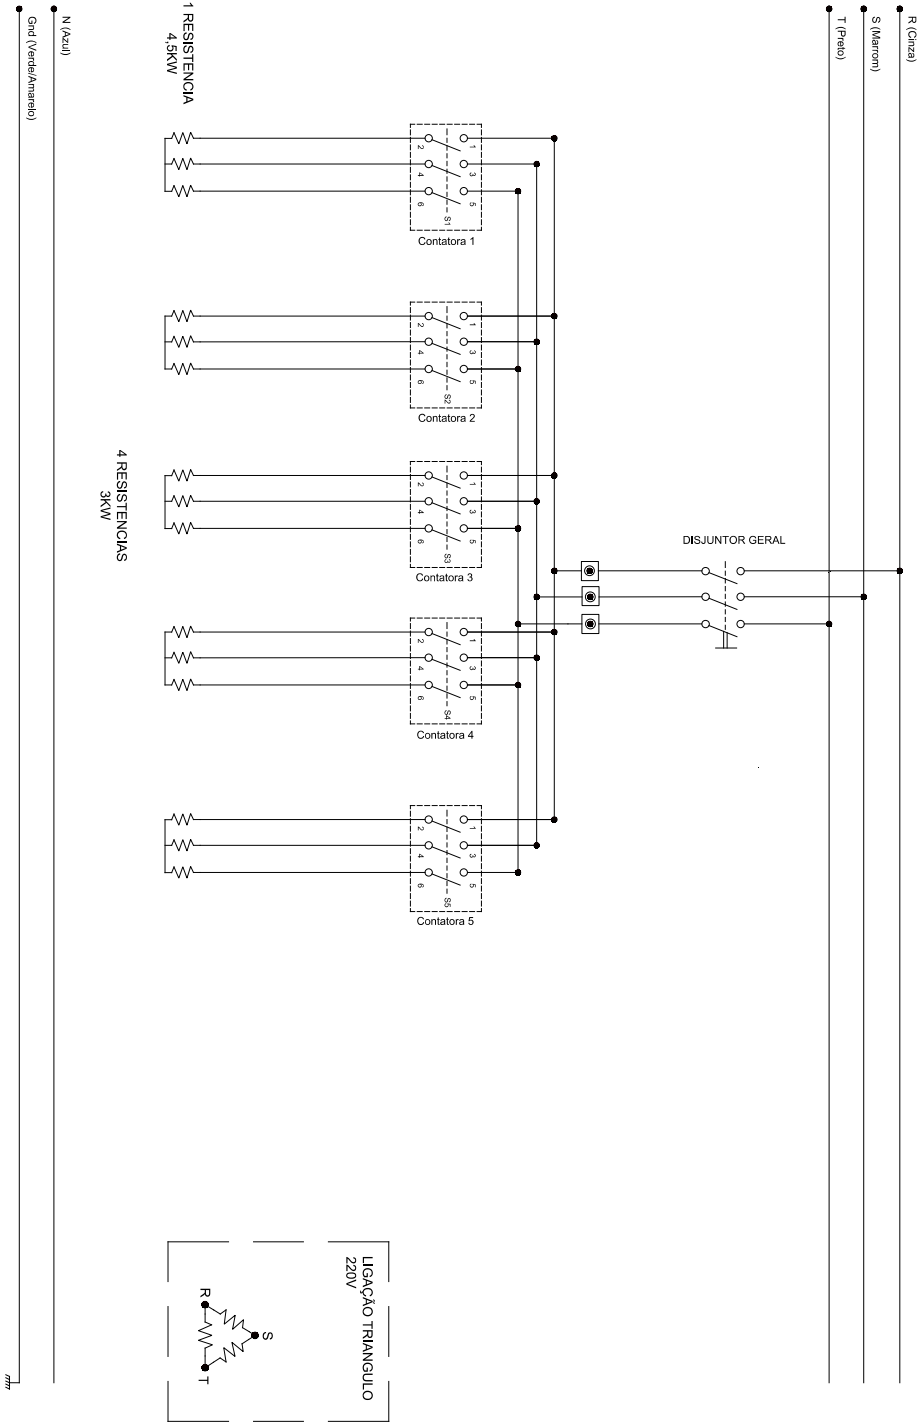 R (Cinza)
S (Marrom)
T (Preto)
N (Azul)
Gnd (Verde/Amarelo)
1 RESISTENCIA
4,5KW
1
2
3
4
5
6
S1
Contatora 1
1
2
3
4
5
6
S2
Contatora 2
4 RESISTENCIAS
3KW
1
2
3
4
5
6
S3
Contatora 3
DISJUNTOR GERAL
1
2
3
4
5
6
S4
Contatora 4
1
2
3
4
5
6
S5
Contatora 5
LIGAÇÃO TRIANGULO
220V
R
S
T